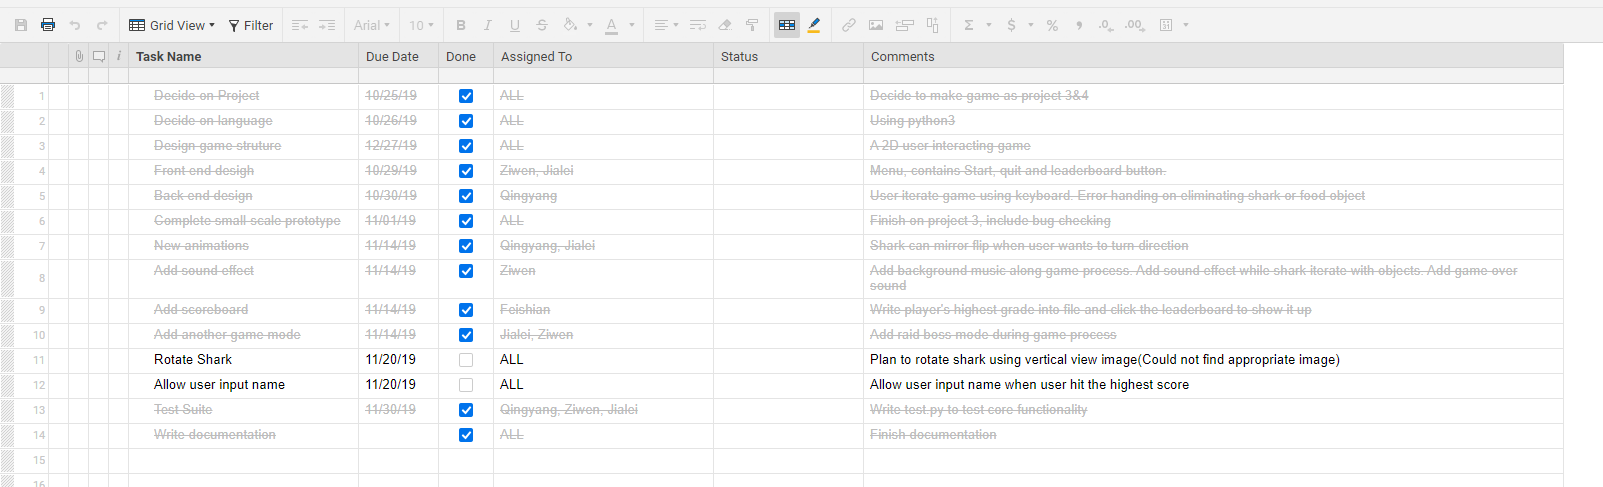 Grid View Filter Arial 10 B I U S A Σ $ % , .0 .00
i Task Name Due Date Done Assigned To Status Comments
1 Decide on Project 10/25/19 ALL Decide to make game as project 3&4
2 Decide on language 10/26/19 ALL Using python3
3 Design game struture 12/27/19 ALL A 2D user interacting game
4 Front end desigh 10/29/19 Ziwen, Jialei Menu, contains Start, quit and leaderboard button.
5 Back end design 10/30/19 Qingyang User iterate game using keyboard. Error handing on eliminating shark or food object
6 Complete small scale prototype 11/01/19 ALL Finish on project 3, include bug checking
7 New animations 11/14/19 Qingyang, Jialei Shark can mirror flip when user wants to turn direction
8 Add sound effect 11/14/19 Ziwen Add background music along game process. Add sound effect while shark iterate with objects. Add game over
sound
9 Add scoreboard 11/14/19 Feishian Write player's highest grade into file and click the leaderboard to show it up
10 Add another game mode 11/14/19 Jialei, Ziwen Add raid boss mode during game process
11 Rotate Shark 11/20/19 ALL Plan to rotate shark using vertical view image(Could not find appropriate image)
12 Allow user input name 11/20/19 ALL Allow user input name when user hit the highest score
13 Test Suite 11/30/19 Qingyang, Ziwen, Jialei Write test.py to test core functionality
14 Write documentation ALL Finish documentation
15
16